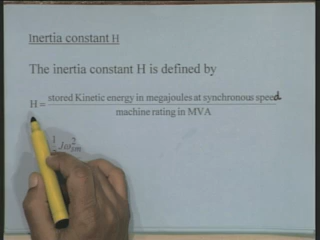 Inertia constant H
The inertia constant H is defined by
H = stored Kinetic energy in megajoules at synchronous speed
machine rating in MVA